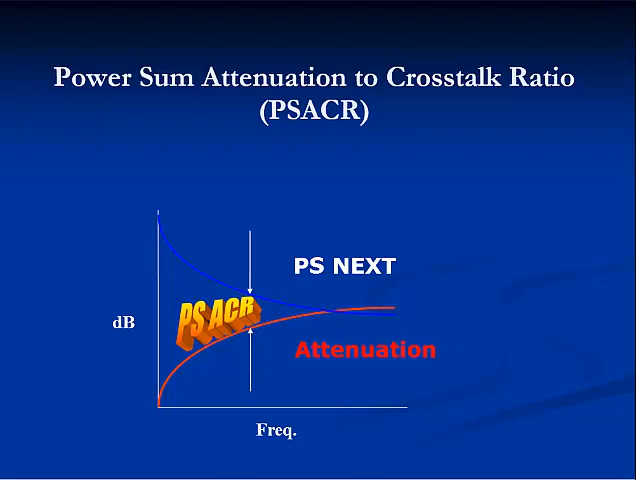 Power Sum Attenuation to Crosstalk Ratio
(PSACR)
PS NEXT
PS ACR
dB
Attenuation
Freq.